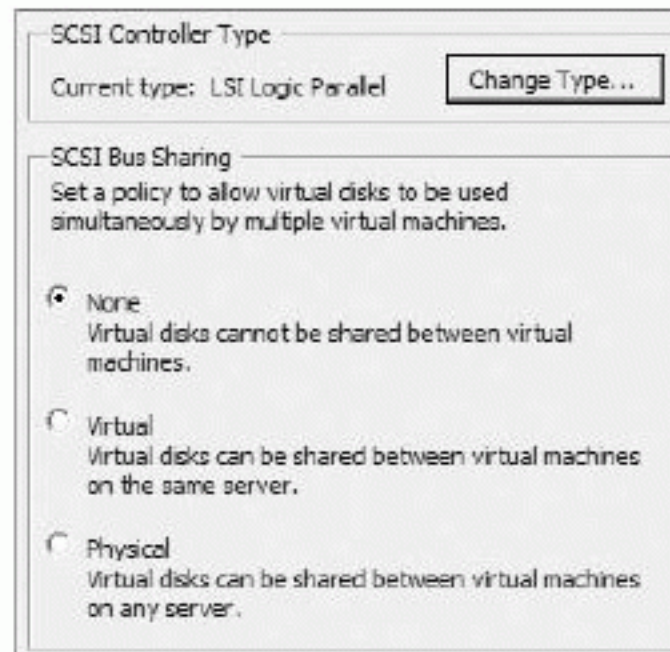 SCSI Controller Type
Current type: LSI Logic Parallel
Change Type...
SCSI Bus Sharing
Set a policy to allow virtual disks to be used
simultaneously by multiple virtual machines.
None
Virtual disks cannot be shared between virtual
machines.
Virtual
Virtual disks can be shared between virtual machines
on the same server.
Physical
Virtual disks can be shared between virtual machines
on any server.